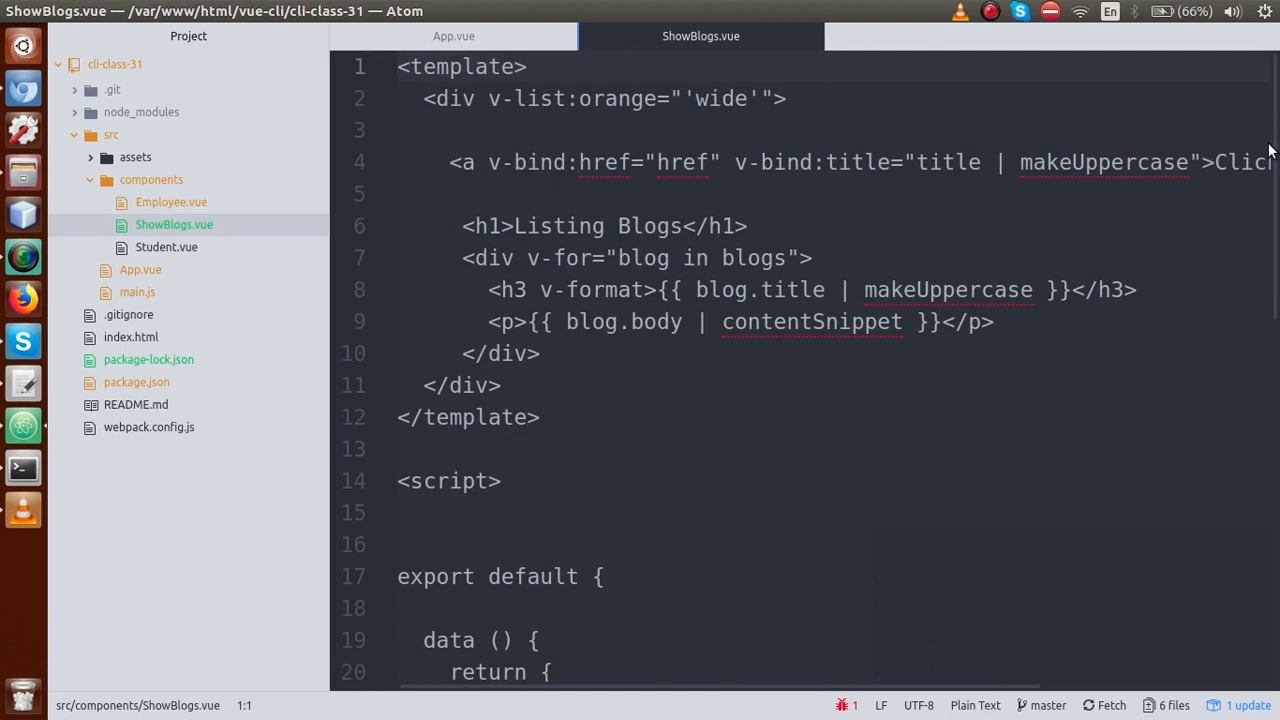 ShowBlogs.vue — /var/www/html/vue-cli/cli-class-31 — Atom
En
(66%)
Project
App.vue
ShowBlogs.vue
cli-class-31
.git
node_modules
src
assets
components
Employee.vue
ShowBlogs.vue
Student.vue
App.vue
main.js
.gitignore
index.html
package-lock.json
package.json
README.md
webpack.config.js
1 <template>
2 <div v-list:orange="'wide'">
3
4 <a v-bind:href="href" v-bind:title="title | makeUppercase">Clic
5
6 <h1>Listing Blogs</h1>
7 <div v-for="blog in blogs">
8 <h3 v-format>{{ blog.title | makeUppercase }}</h3>
9 <p>{{ blog.body | contentSnippet }}</p>
10 </div>
11 </div>
12 </template>
13
14 <script>
15
16
17 export default {
18
19 data () {
20 return {
src/components/ShowBlogs.vue 1:1
1 LF UTF-8 Plain Text master Fetch 6 files 1 update